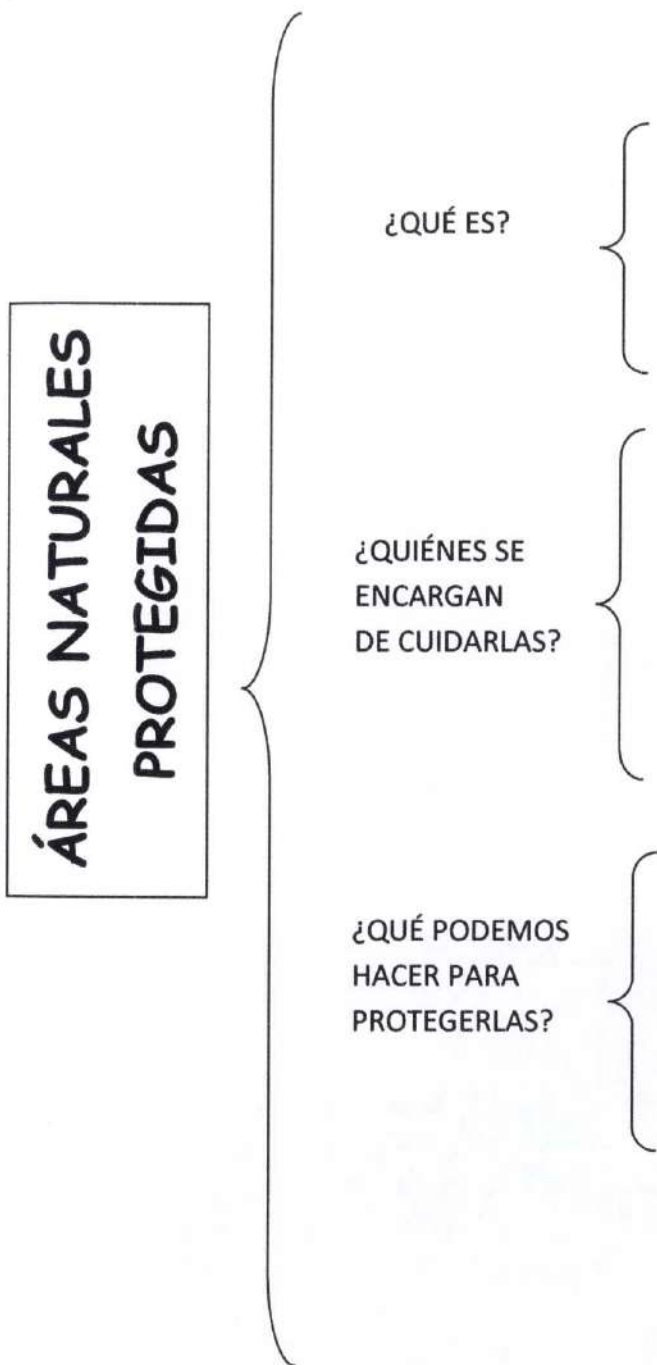 ÁREAS NATURALES
PROTEGIDAS
¿QUÉ ES?
¿QUIÉNES SE
ENCARGAN
DE CUIDARLAS?
¿QUÉ PODEMOS
HACER PARA
PROTEGERLAS?